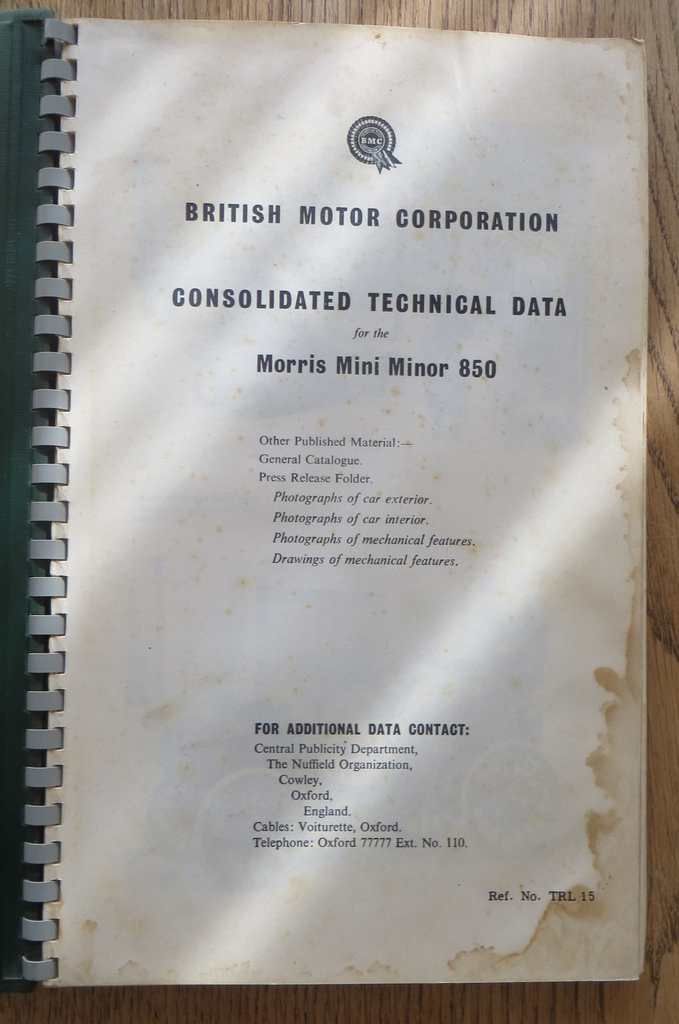 BMC
BRITISH MOTOR CORPORATION
CONSOLIDATED TECHNICAL DATA
for the
Morris Mini Minor 850
Other Published Material:—
General Catalogue.
Press Release Folder.
Photographs of car exterior.
Photographs of car interior.
Photographs of mechanical features.
Drawings of mechanical features.
FOR ADDITIONAL DATA CONTACT:
Central Publicity Department,
The Nuffield Organization,
Cowley,
Oxford,
England.
Cables: Voiturette, Oxford.
Telephone: Oxford 77777 Ext. No. 110.
Ref. No. TRL 15